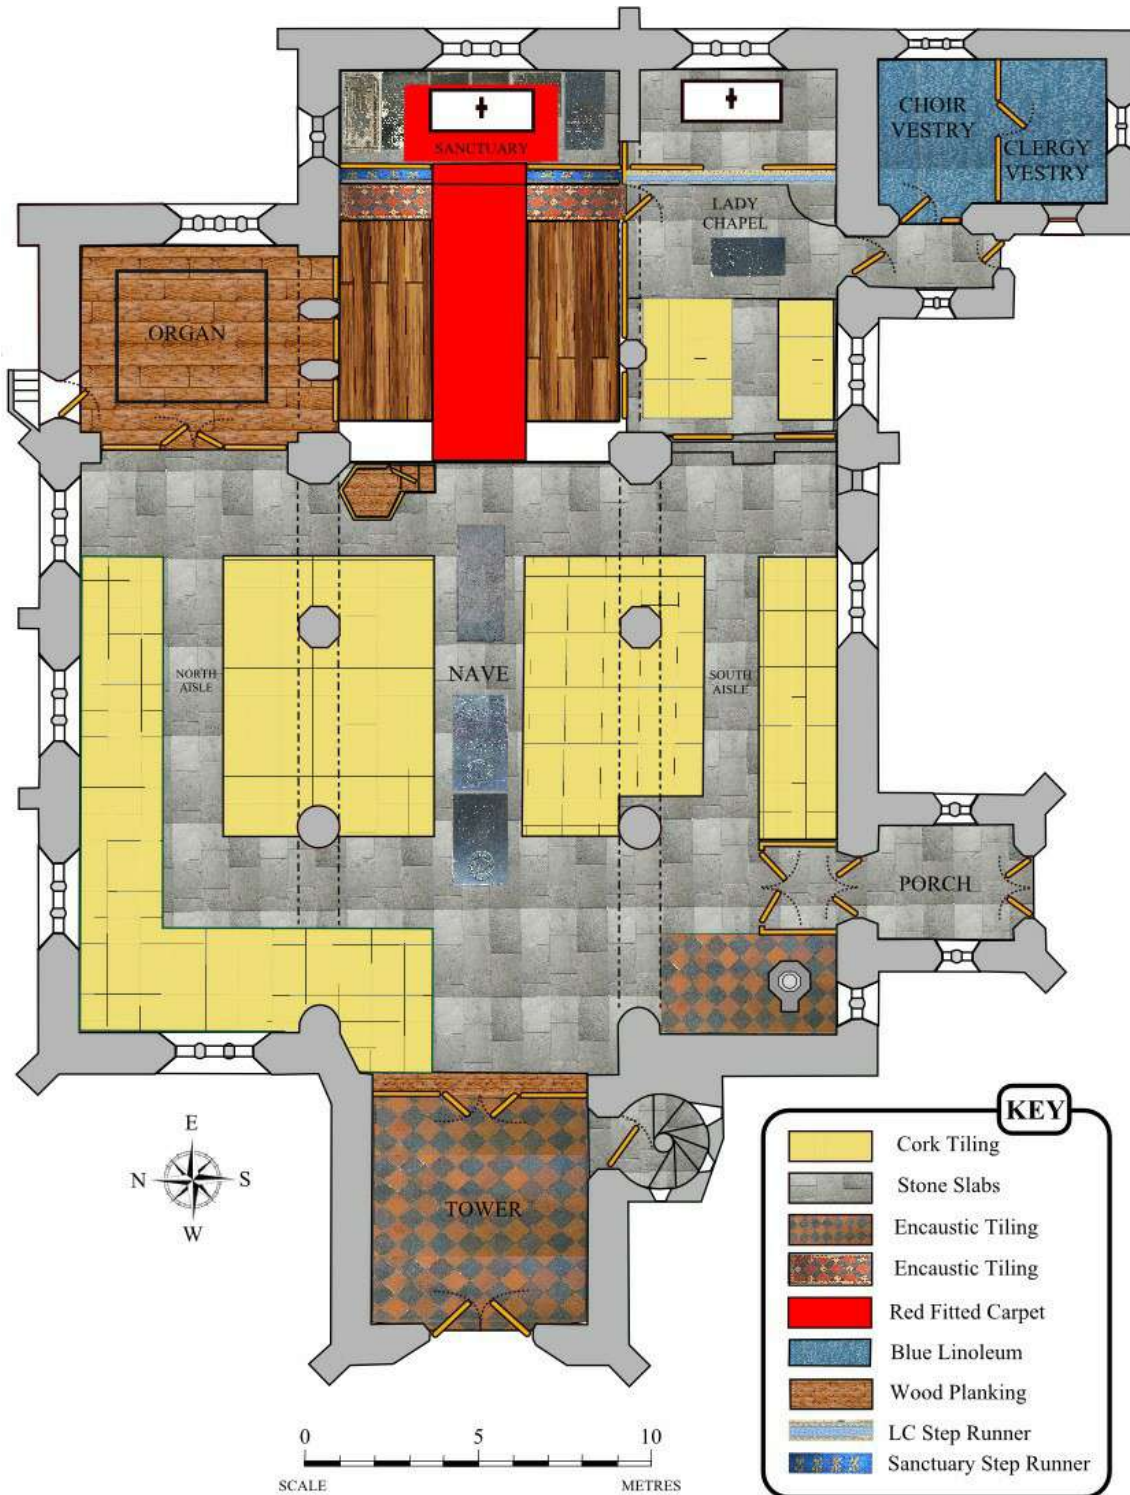 CHOIR
VESTRY
CLERGY
VESTRY
SANCTUARY
LADY
CHAPEL
ORGAN
NORTH
AISLE
NAVE
SOUTH
AISLE
PORCH
TOWER
E
N
S
W
0
5
10
SCALE
METRES
KEY
Cork Tiling
Stone Slabs
Encaustic Tiling
Encaustic Tiling
Red Fitted Carpet
Blue Linoleum
Wood Planking
LC Step Runner
Sanctuary Step Runner